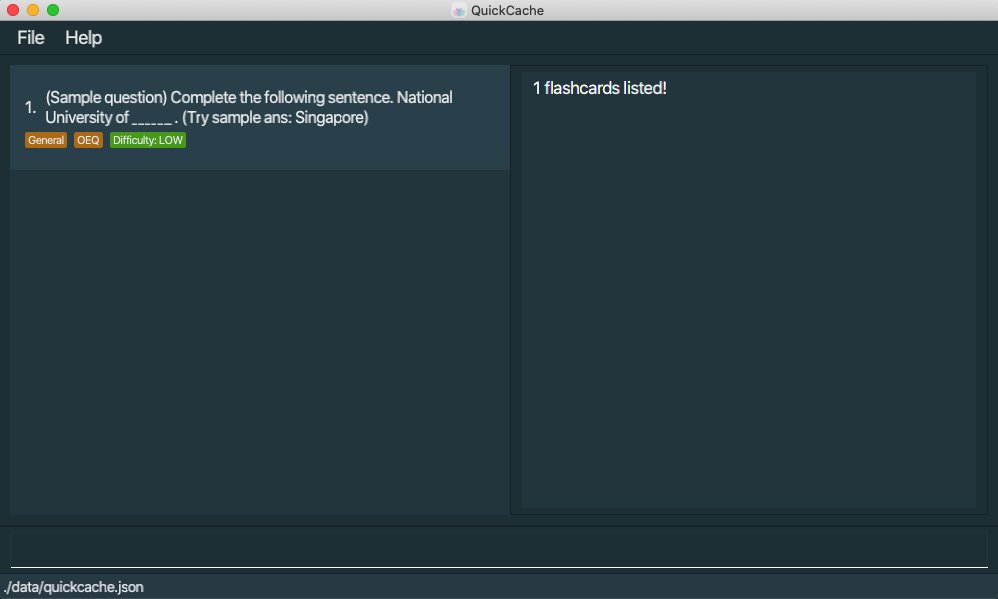 QuickCache
File Help
1. (Sample question) Complete the following sentence. National
University of ______ . (Try sample ans: Singapore)
General OEQ Difficulty: LOW
1 flashcards listed!
./data/quickcache.json